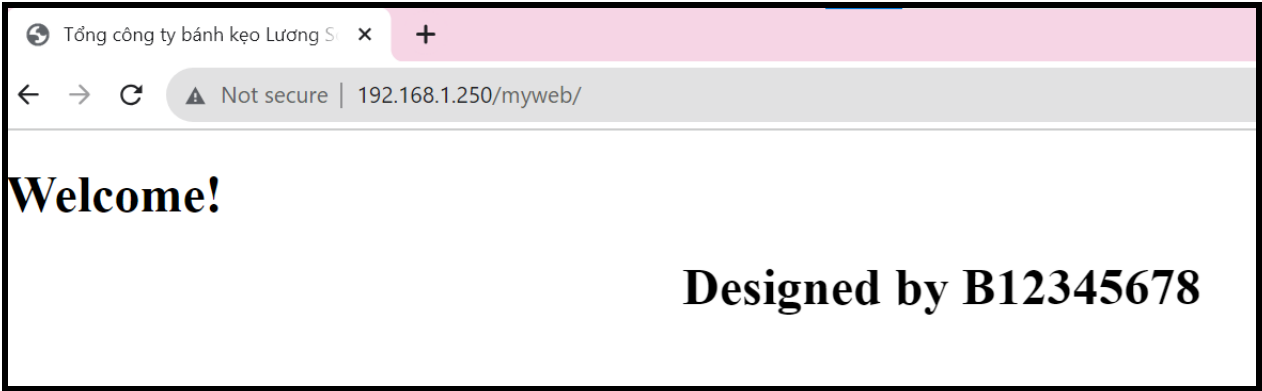 Tổng công ty bánh kẹo Lương
Not secure | 192.168.1.250/myweb/
Welcome!
Designed by B12345678